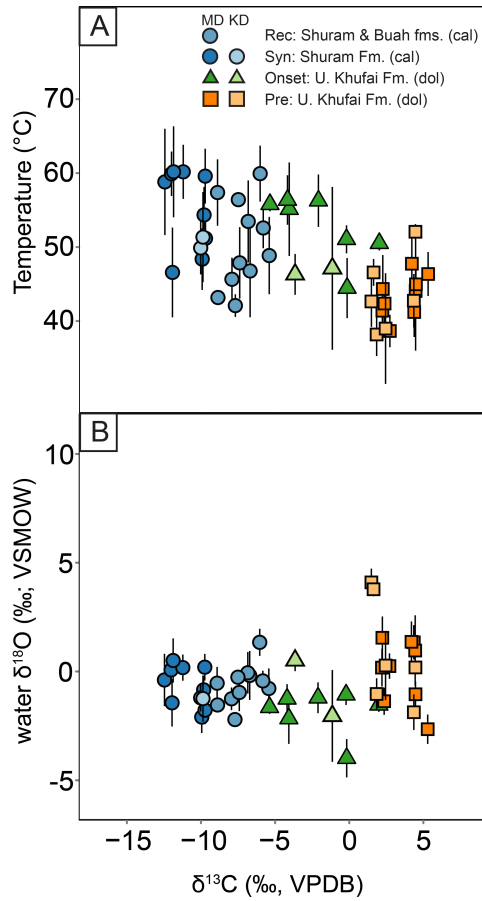 A
MD KD
Rec: Shuram & Buah fms. (cal)
Syn: Shuram Fm. (cal)
Onset: U. Khufai Fm. (dol)
Pre: U. Khufai Fm. (dol)
Temperature (°C)
70
60
50
40
B
water δ¹⁸O (‰; VSMOW)
10
5
0
−5
−15 −10 −5 0 5
δ¹³C (‰, VPDB)